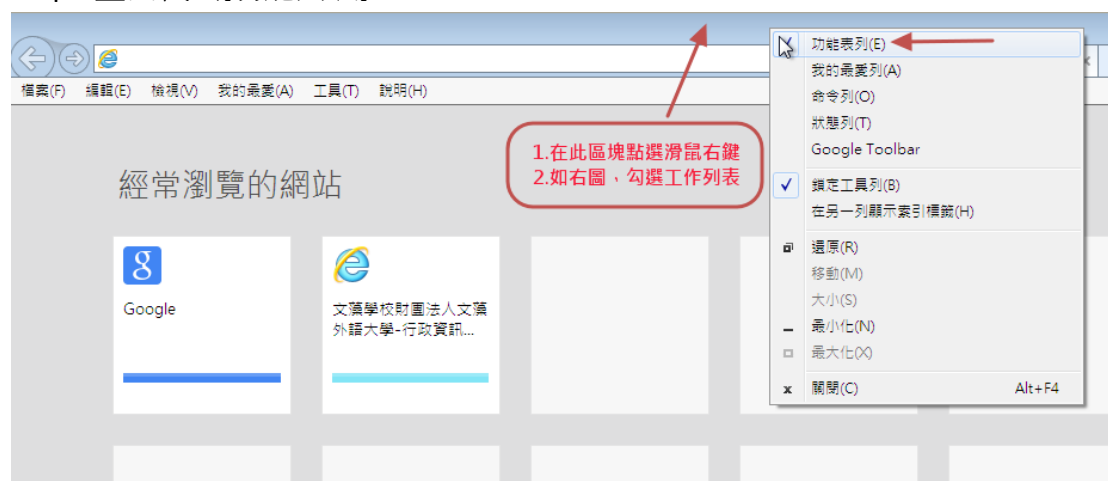 功能表列(E)
我的最愛列(A)
命令列(O)
狀態列(T)
Google Toolbar
鎖定工具列(B)
在另一列顯示索引標籤(H)
還原(R)
移動(M)
大小(S)
最小化(N)
最大化(X)
關閉(C) Alt+F4
檔案(F) 編輯(E) 檢視(V) 我的最愛(A) 工具(T) 說明(H)
1.在此區塊點選滑鼠右鍵
2.如右圖，勾選工作列表
經常瀏覽的網站
Google
文藻學校財團法人文藻
外語大學-行政資訊...